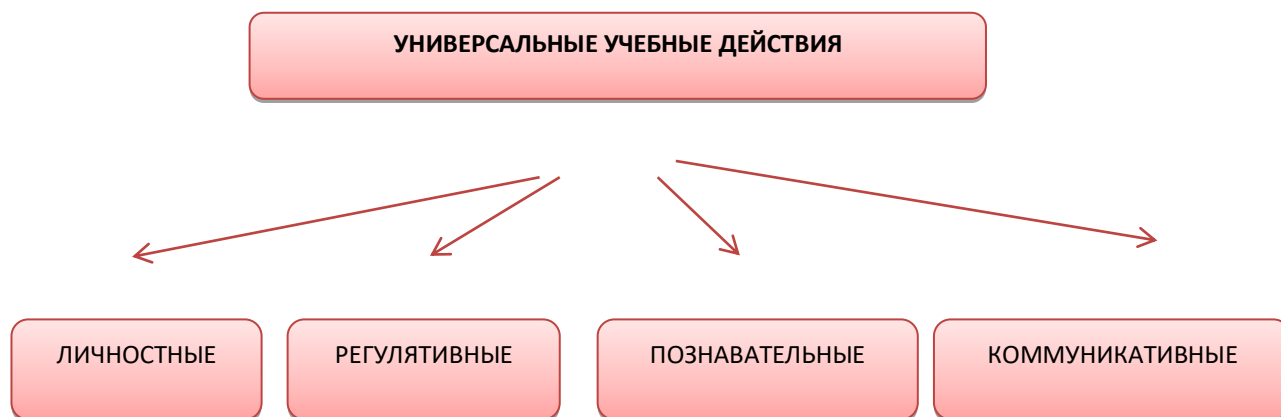 УНИВЕРСАЛЬНЫЕ УЧЕБНЫЕ ДЕЙСТВИЯ
ЛИЧНОСТНЫЕ
РЕГУЛЯТИВНЫЕ
ПОЗНАВАТЕЛЬНЫЕ
КОММУНИКАТИВНЫЕ